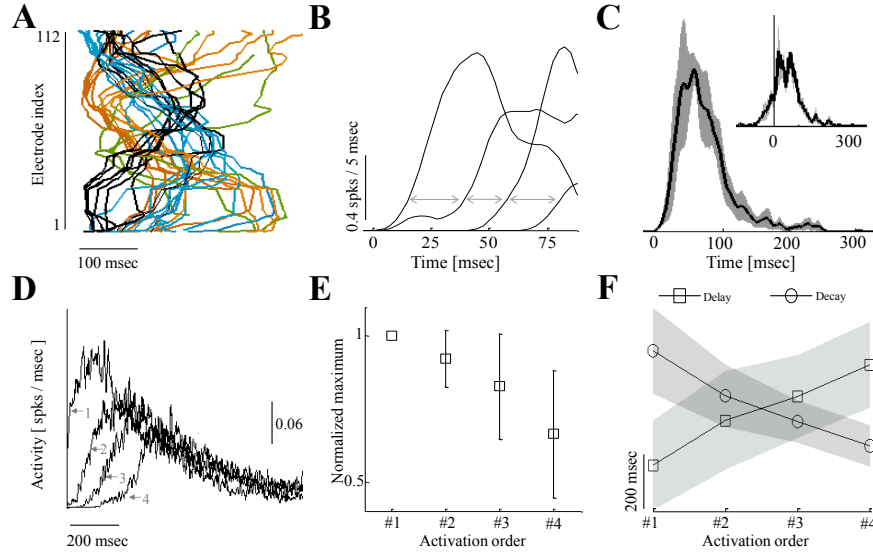 A
112
Electrode index
1
100 msec
B
0.4 spks / 5 msec
0 25 50 75
Time [msec]
C
0 300
0 100 200 300
Time [msec]
D
Activity [ spks / msec ]
1
2
3
4
0.06
200 msec
E
Normalized maximum
1
0.5
#1 #2 #3 #4
Activation order
F
Delay Decay
200 msec
#1 #2 #3 #4
Activation order